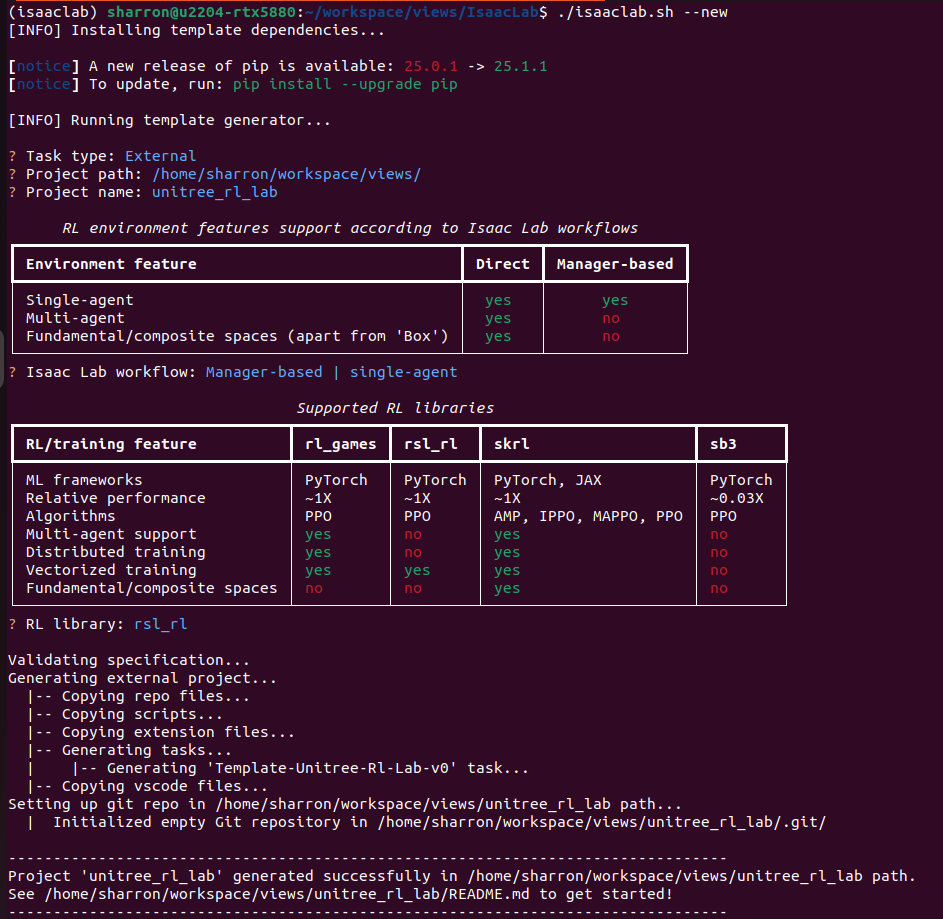 (isaaclab) sharron@u2204-rtx5880:~/workspace/views/IsaacLab$ ./isaaclab.sh --new
[INFO] Installing template dependencies...
[notice] A new release of pip is available: 25.0.1 -> 25.1.1
[notice] To update, run: pip install --upgrade pip
[INFO] Running template generator...
? Task type: External
? Project path: /home/sharron/workspace/views/
? Project name: unitree_rl_lab
RL environment features support according to Isaac Lab workflows
Environment feature Direct Manager-based
Single-agent yes yes
Multi-agent yes no
Fundamental/composite spaces (apart from 'Box') yes no
? Isaac Lab workflow: Manager-based | single-agent
Supported RL libraries
RL/training feature rl_games rsl_rl skrl sb3
ML frameworks PyTorch PyTorch PyTorch, JAX PyTorch
Relative performance ~1X ~1X ~1X ~0.03X
Algorithms PPO PPO AMP, IPPO, MAPPO, PPO PPO
Multi-agent support yes no yes no
Distributed training yes no yes no
Vectorized training yes yes yes no
Fundamental/composite spaces no no yes no
? RL library: rsl_rl
Validating specification...
Generating external project...
|-- Copying repo files...
|-- Copying scripts...
|-- Copying extension files...
|-- Generating tasks...
| |-- Generating 'Template-Unitree-Rl-Lab-v0' task...
|-- Copying vscode files...
Setting up git repo in /home/sharron/workspace/views/unitree_rl_lab path...
| Initialized empty Git repository in /home/sharron/workspace/views/unitree_rl_lab/.git/
--------------------------------------------------------------------------------
Project 'unitree_rl_lab' generated successfully in /home/sharron/workspace/views/unitree_rl_lab path.
See /home/sharron/workspace/views/unitree_rl_lab/README.md to get started!
--------------------------------------------------------------------------------